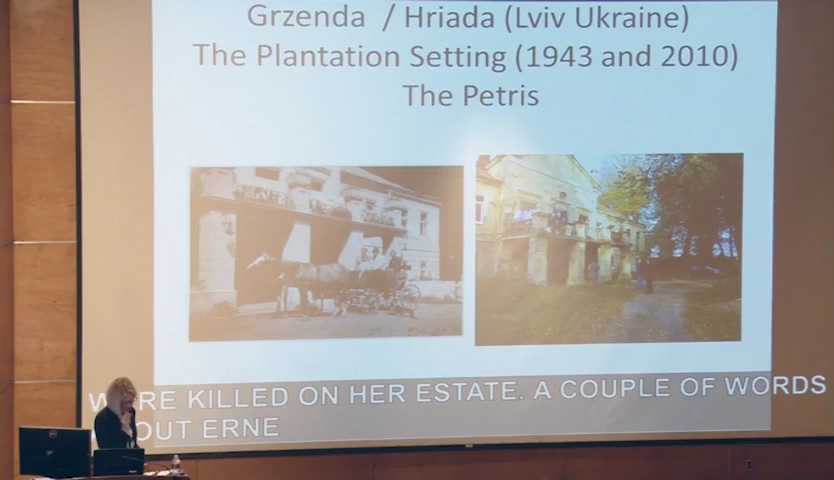 Grzenda / Hriada (Lviv Ukraine)
The Plantation Setting (1943 and 2010)
The Petris
WERE KILLED ON HER ESTATE. A COUPLE OF WORDS
OUT ERNE